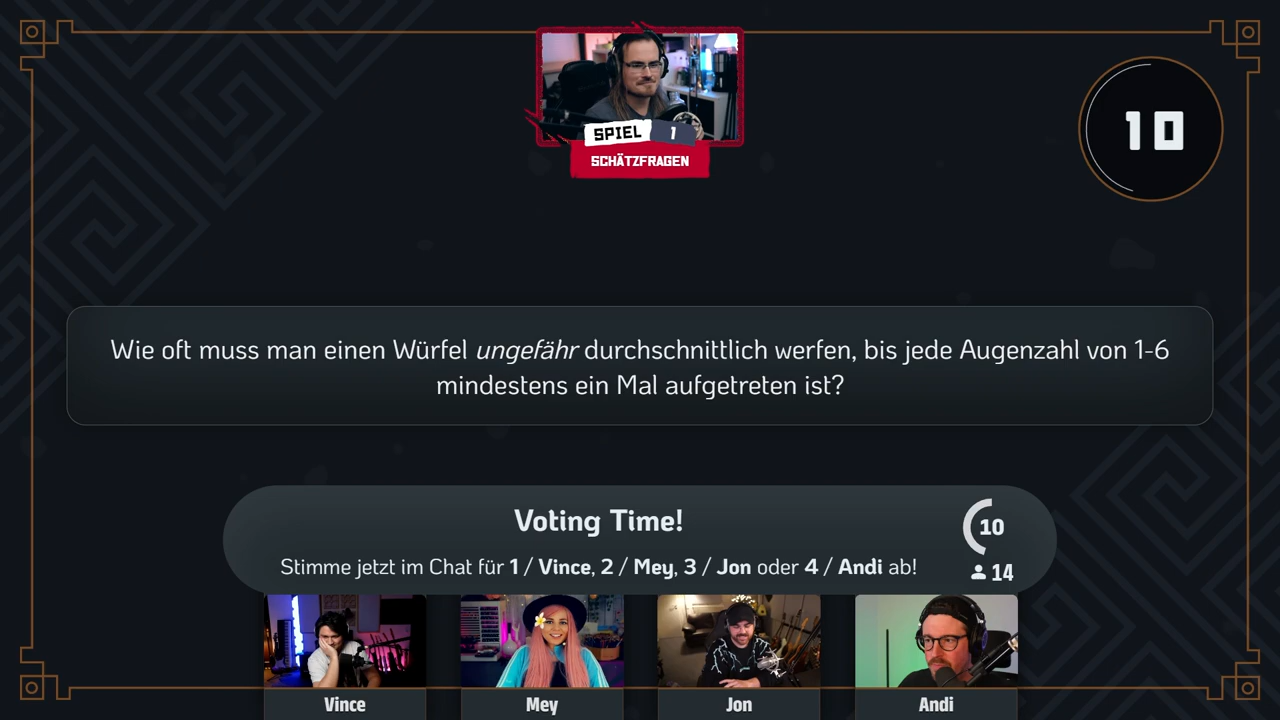 SPIEL 1
SCHÄTZFRAGEN
10
Wie oft muss man einen Würfel ungefähr durchschnittlich werfen, bis jede Augenzahl von 1-6
mindestens ein Mal aufgetreten ist?
Voting Time!
10
Stimme jetzt im Chat für 1 / Vince, 2 / Mey, 3 / Jon oder 4 / Andi ab!
14
Vince
Mey
Jon
Andi